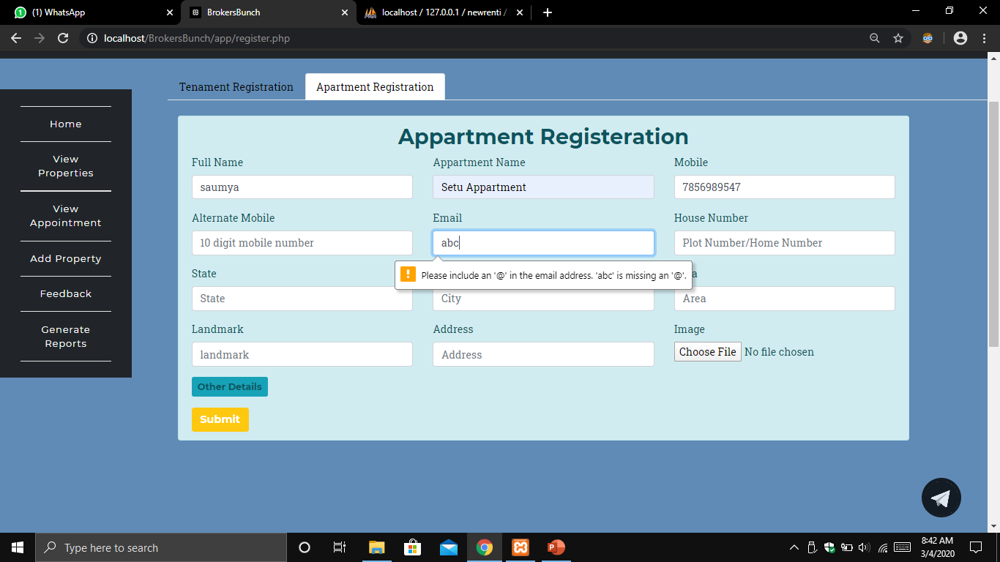 (1) WhatsApp
BrokersBunch
localhost / 127.0.0.1 / newrenti /
localhost/BrokersBunch/app/register.php
Tenament Registration
Apartment Registration
Home
View
Properties
View
Appointment
Add Property
Feedback
Generate
Reports
Appartment Registeration
Full Name
Appartment Name
Mobile
saumya
Setu Appartment
7856989547
Alternate Mobile
Email
House Number
10 digit mobile number
abc
Plot Number/Home Number
Please include an '@' in the email address. 'abc' is missing an '@'.
State
State
City
Area
Landmark
Address
Image
landmark
Address
Choose File No file chosen
Other Details
Submit
Type here to search
8:42 AM
3/4/2020